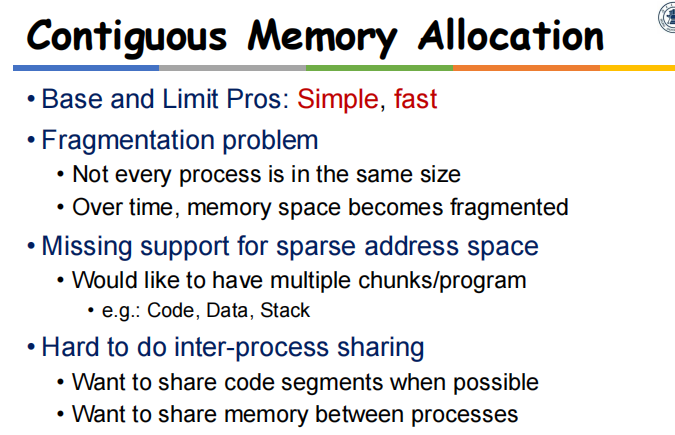 Contiguous Memory Allocation
• Base and Limit Pros: Simple, fast
• Fragmentation problem
• Not every process is in the same size
• Over time, memory space becomes fragmented
• Missing support for sparse address space
• Would like to have multiple chunks/program
• e.g.: Code, Data, Stack
• Hard to do inter-process sharing
• Want to share code segments when possible
• Want to share memory between processes